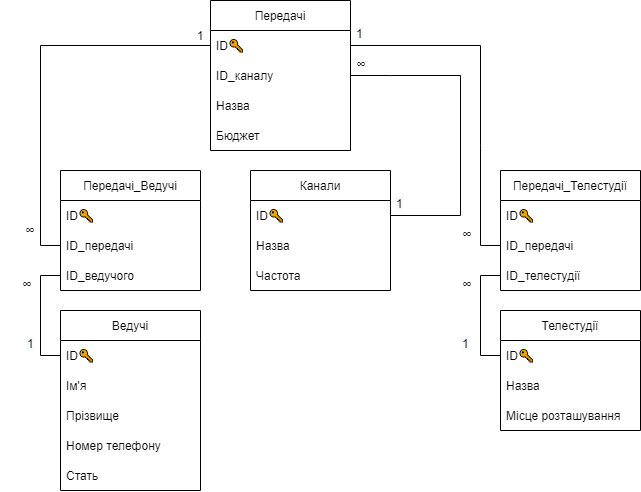 Передачі
1
ID
1
∞
ID_каналу
Назва
Бюджет
Передачі_Ведучі
ID
∞
ID_передачі
ID_ведучого
∞
Канали
ID
1
Назва
Частота
Передачі_Телестудії
ID
∞
ID_передачі
ID_телестудії
∞
Ведучі
1
ID
Ім'я
Прізвище
Номер телефону
Стать
Телестудії
1
ID
Назва
Місце розташування